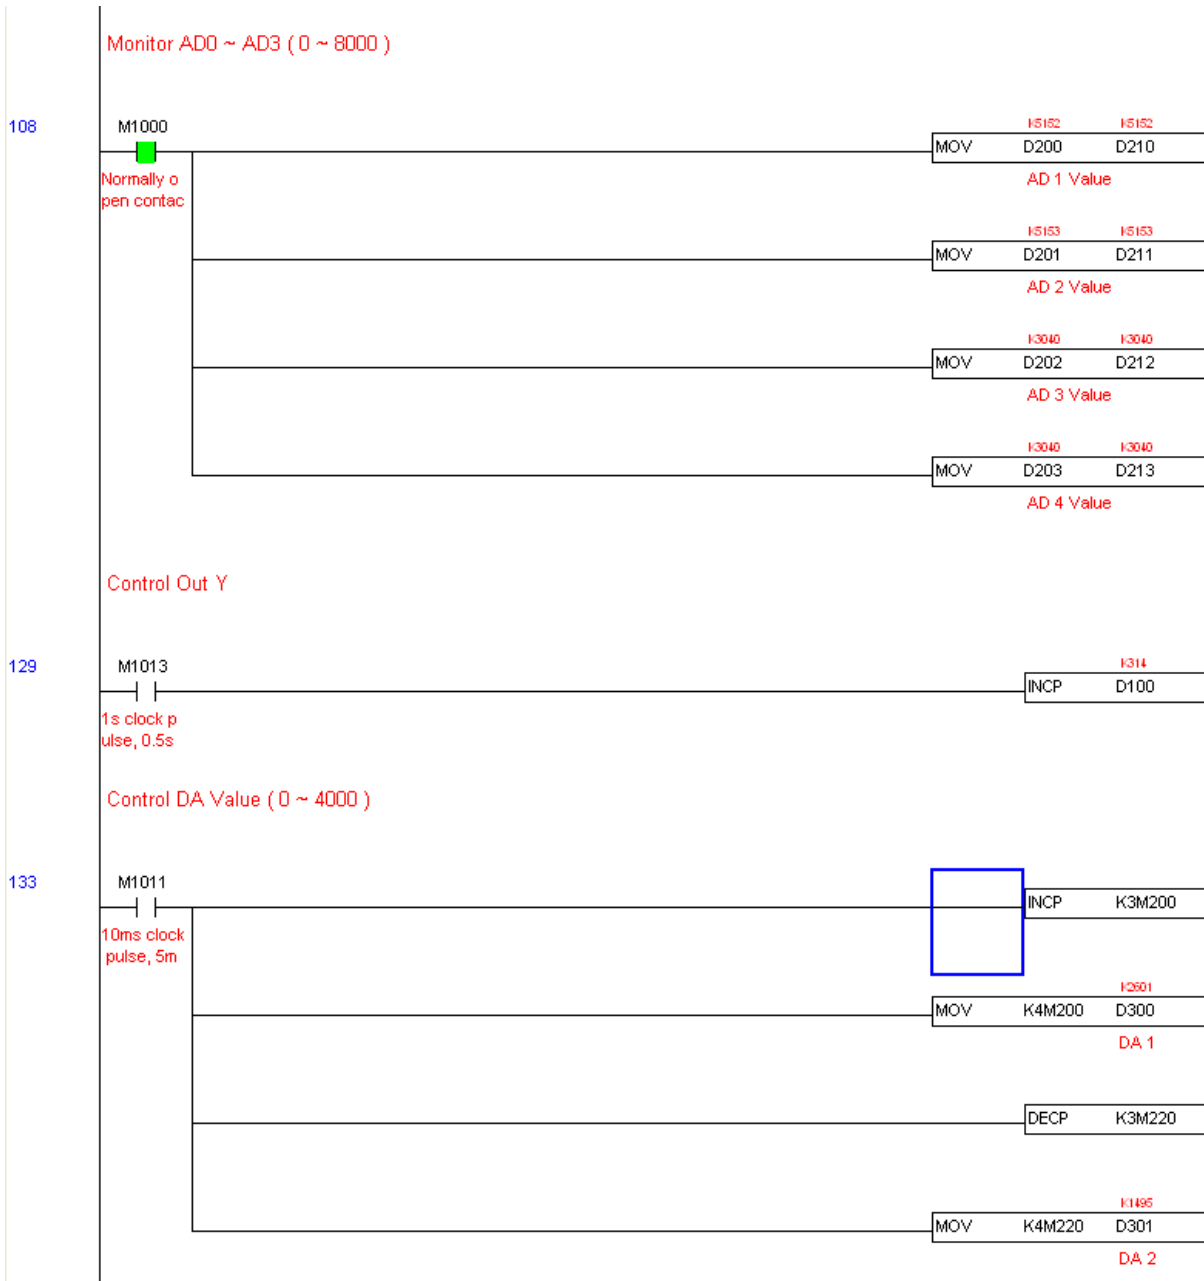 Monitor AD0 ~ AD3 ( 0 ~ 8000 )
108 M1000
K5152 K5152
MOV D200 D210
Normally o
pen contac
AD 1 Value
K5153 K5153
MOV D201 D211
AD 2 Value
K3040 K3040
MOV D202 D212
AD 3 Value
K3040 K3040
MOV D203 D213
AD 4 Value
Control Out Y
129 M1013
K314
INCP D100
1s clock p
ulse, 0.5s
Control DA Value ( 0 ~ 4000 )
133 M1011
INCP K3M200
10ms clock
pulse, 5m
K2601
MOV K4M200 D300
DA 1
DECP K3M220
K1495
MOV K4M220 D301
DA 2